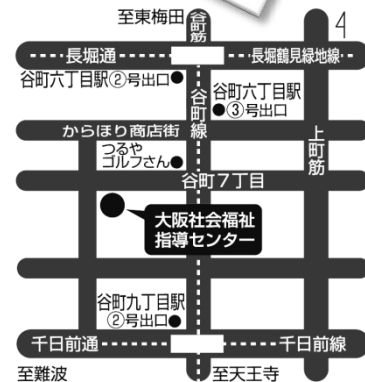 至東梅田
谷町筋
4
長堀通
長堀鶴見緑地線
谷町六丁目駅
②号出口
谷町六丁目駅
③号出口
谷町線
からほり商店街
上町筋
つるや
ゴルフさん
谷町7丁目
大阪社会福祉
指導センター
谷町九丁目駅
②号出口
千日前通
千日前線
至難波
至天王寺